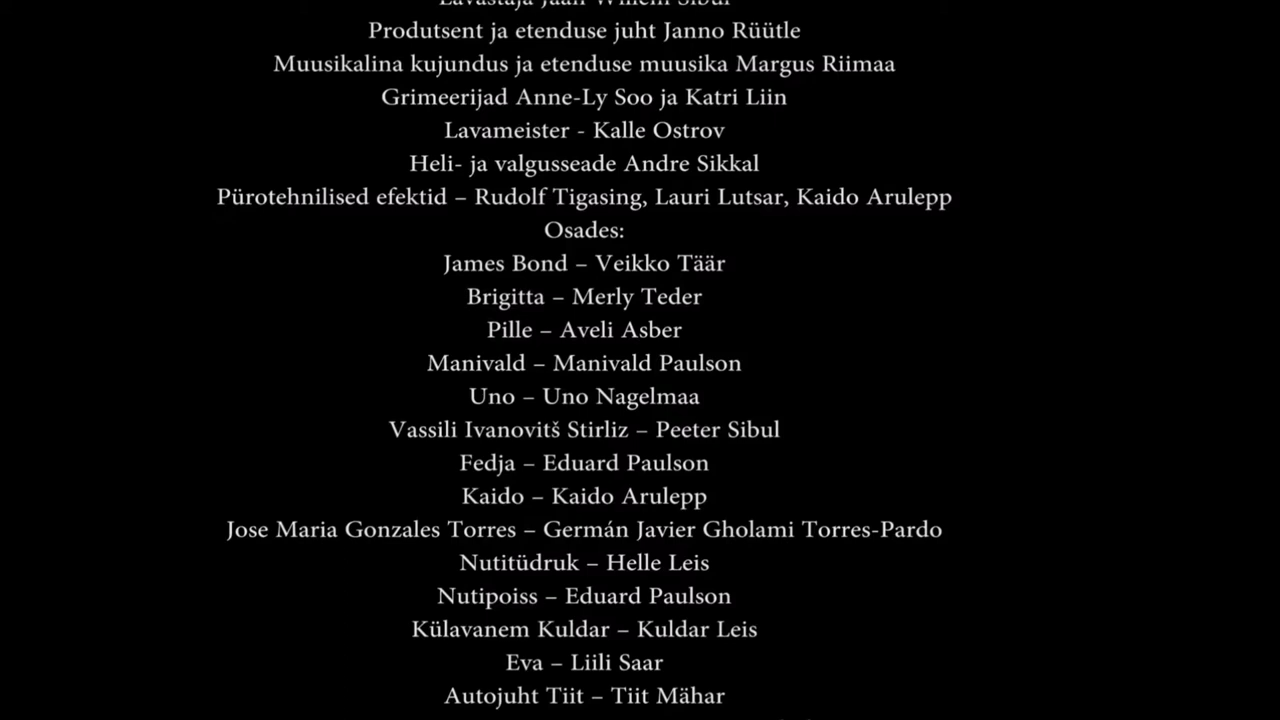 Lavastaja Jaan Willem Sibul
Produtsent ja etenduse juht Janno Rüütle
Muusikalina kujundus ja etenduse muusika Margus Riimaa
Grimeerijad Anne-Ly Soo ja Katri Liin
Lavameister - Kalle Ostrov
Heli- ja valgusseade Andre Sikkal
Pürotehnilised efektid – Rudolf Tigasing, Lauri Lutsar, Kaido Arulepp
Osades:
James Bond – Veikko Täär
Brigitta – Merly Teder
Pille – Aveli Asber
Manivald – Manivald Paulson
Uno – Uno Nagelmaa
Vassili Ivanovitš Stirliz – Peeter Sibul
Fedja – Eduard Paulson
Kaido – Kaido Arulepp
Jose Maria Gonzales Torres – Germán Javier Gholami Torres-Pardo
Nutitüdruk – Helle Leis
Nutipoiss – Eduard Paulson
Külavanem Kuldar – Kuldar Leis
Eva – Liili Saar
Autojuht Tiit – Tiit Mähar